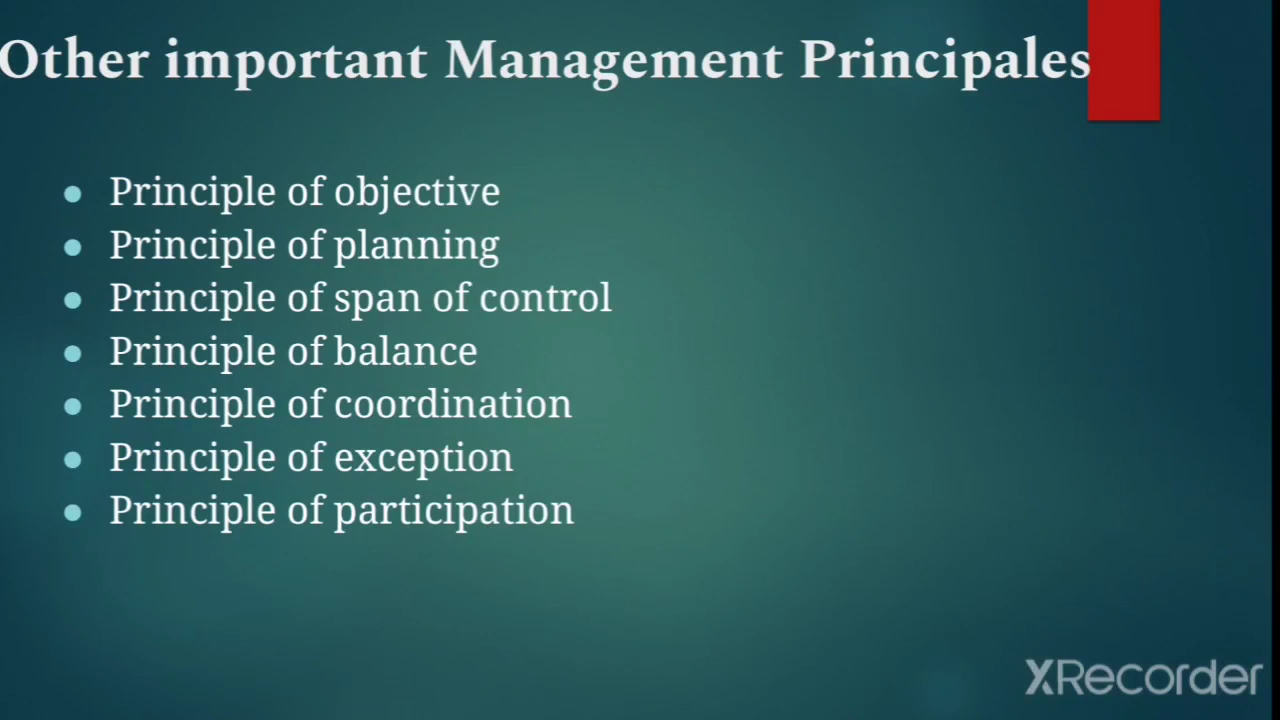 Other important Management Principales
• Principle of objective
• Principle of planning
• Principle of span of control
• Principle of balance
• Principle of coordination
• Principle of exception
• Principle of participation
XRecorder